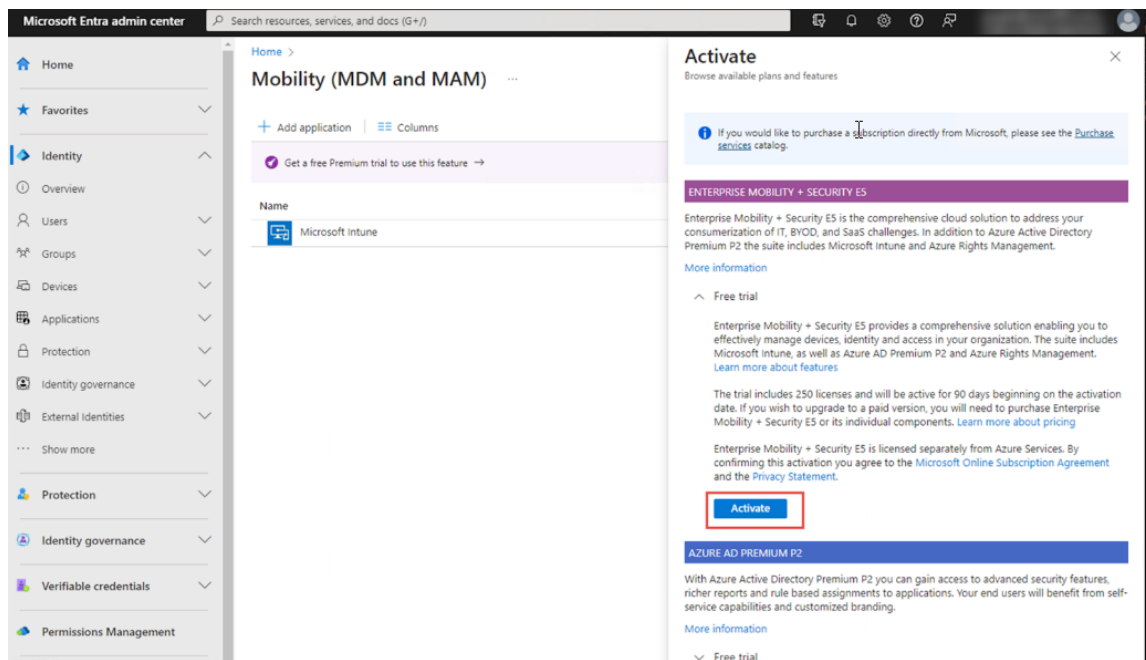 Microsoft Entra admin center
Search resources, services, and docs (G+/)
Home
Favorites
Identity
Overview
Users
Groups
Devices
Applications
Protection
Identity governance
External Identities
Show more
Protection
Identity governance
Verifiable credentials
Permissions Management
Home >
Mobility (MDM and MAM) ...
+ Add application
Columns
Get a free Premium trial to use this feature →
Name
Microsoft Intune
Activate
Browse available plans and features
If you would like to purchase a subscription directly from Microsoft, please see the Purchase
services catalog.
ENTERPRISE MOBILITY + SECURITY E5
Enterprise Mobility + Security E5 is the comprehensive cloud solution to address your
consumerization of IT, BYOD, and SaaS challenges. In addition to Azure Active Directory
Premium P2 the suite includes Microsoft Intune and Azure Rights Management.
More information
Free trial
Enterprise Mobility + Security E5 provides a comprehensive solution enabling you to
effectively manage devices, identity and access in your organization. The suite includes
Microsoft Intune, as well as Azure AD Premium P2 and Azure Rights Management.
Learn more about features
The trial includes 250 licenses and will be active for 90 days beginning on the activation
date. If you wish to upgrade to a paid version, you will need to purchase Enterprise
Mobility + Security E5 or its individual components. Learn more about pricing
Enterprise Mobility + Security E5 is licensed separately from Azure Services. By
confirming this activation you agree to the Microsoft Online Subscription Agreement
and the Privacy Statement.
Activate
AZURE AD PREMIUM P2
With Azure Active Directory Premium P2 you can gain access to advanced security features,
richer reports and rule based assignments to applications. Your end users will benefit from self-
service capabilities and customized branding.
More information
Free trial